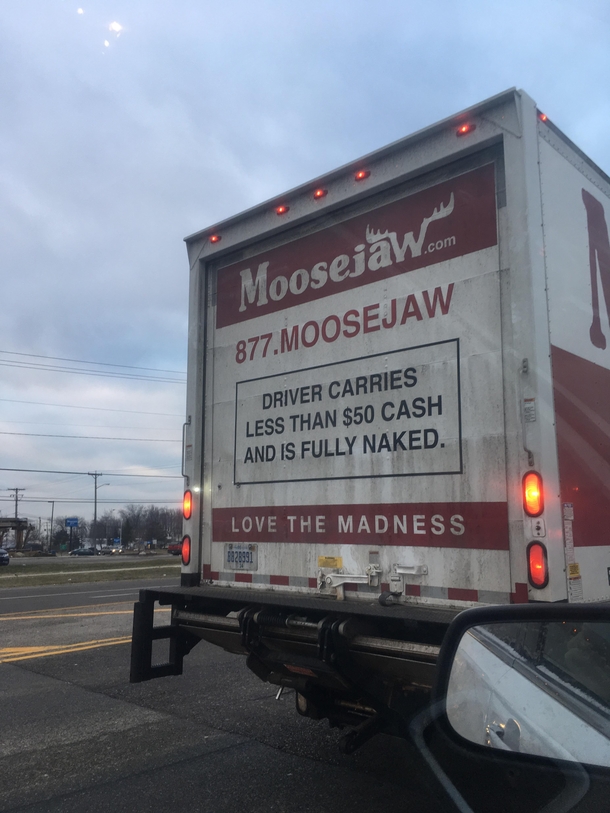 Moosejaw.com
877.MOOSEJAW
DRIVER CARRIES
LESS THAN $50 CASH
AND IS FULLY NAKED.
LOVE THE MADNESS